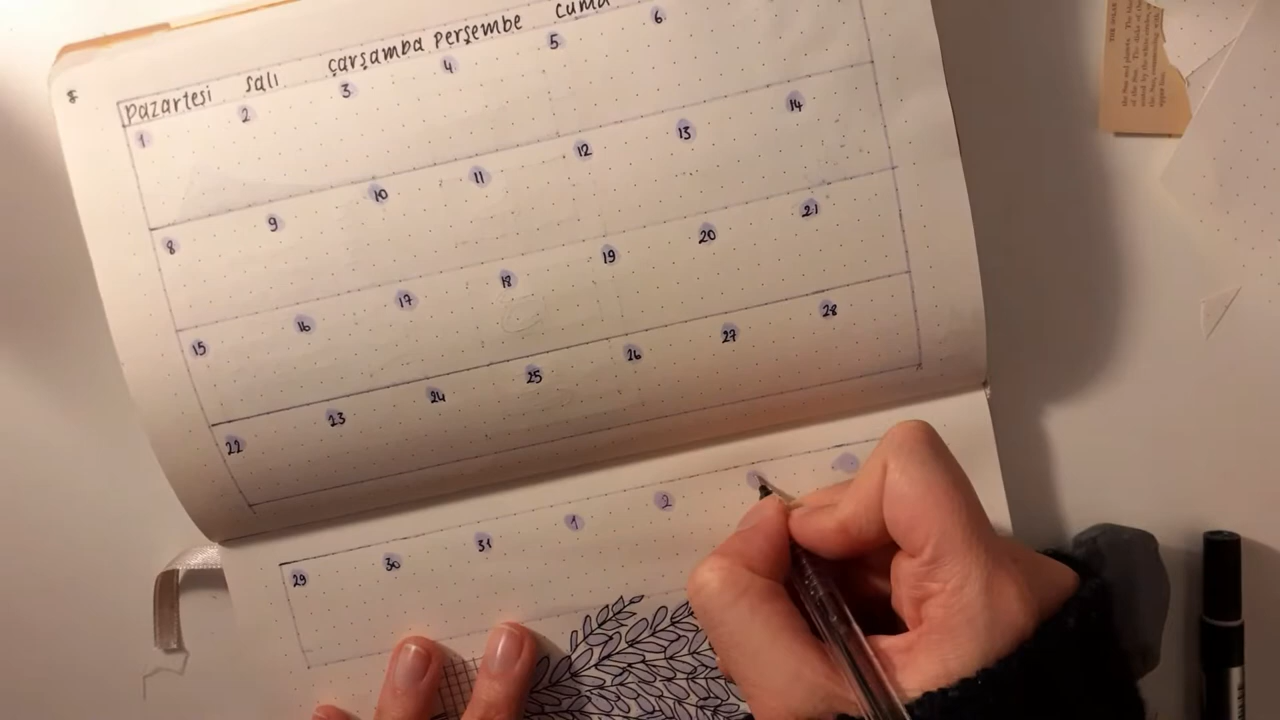 pazartesi salı çarşamba perşembe cuma
1 2 3 4 5 6
8 9 10 11 12 13 14
15 16 17 18 19 20 21
22 23 24 25 26 27 28
29 30 31 1 2